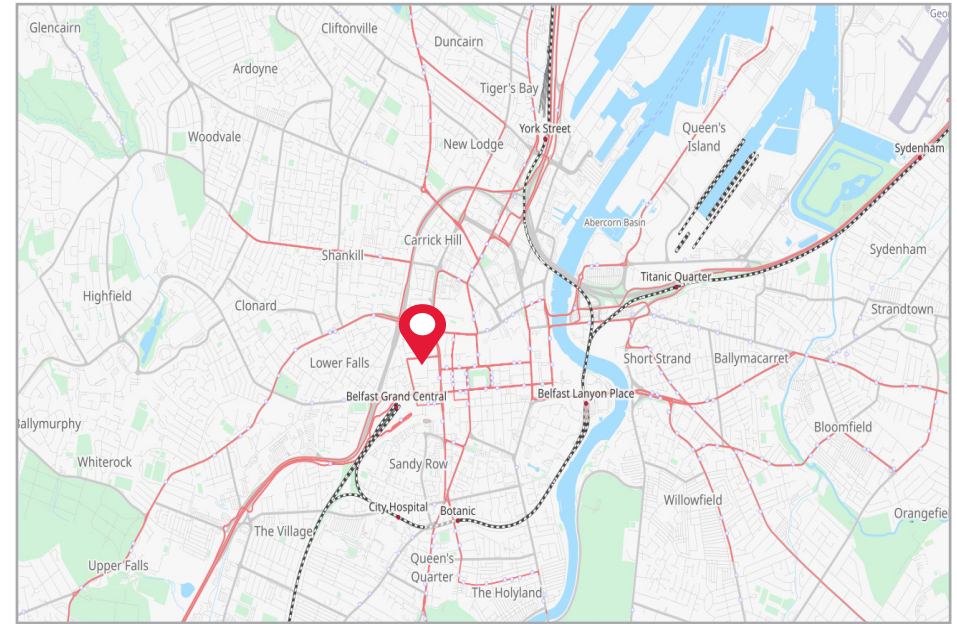 Glencairn
Cliftonville
Duncairn
Geo
Ardoyne
Tiger's Bay
York Street
Queen's
Island
Woodvale
New Lodge
Sydenham
Abercorn Basin
Carrick Hill
Shankill
Sydenham
Titanic Quarter
Highfield
Clonard
Strandtown
Lower Falls
Short Strand
Ballymacarret
Belfast Grand Central
Belfast Lanyon Place
allymurphy
Bloomfield
Whiterock
Sandy Row
Willowfield
City Hospital
Botanic
Orangefie
The Village
Queen's
Quarter
Upper Falls
The Holyland